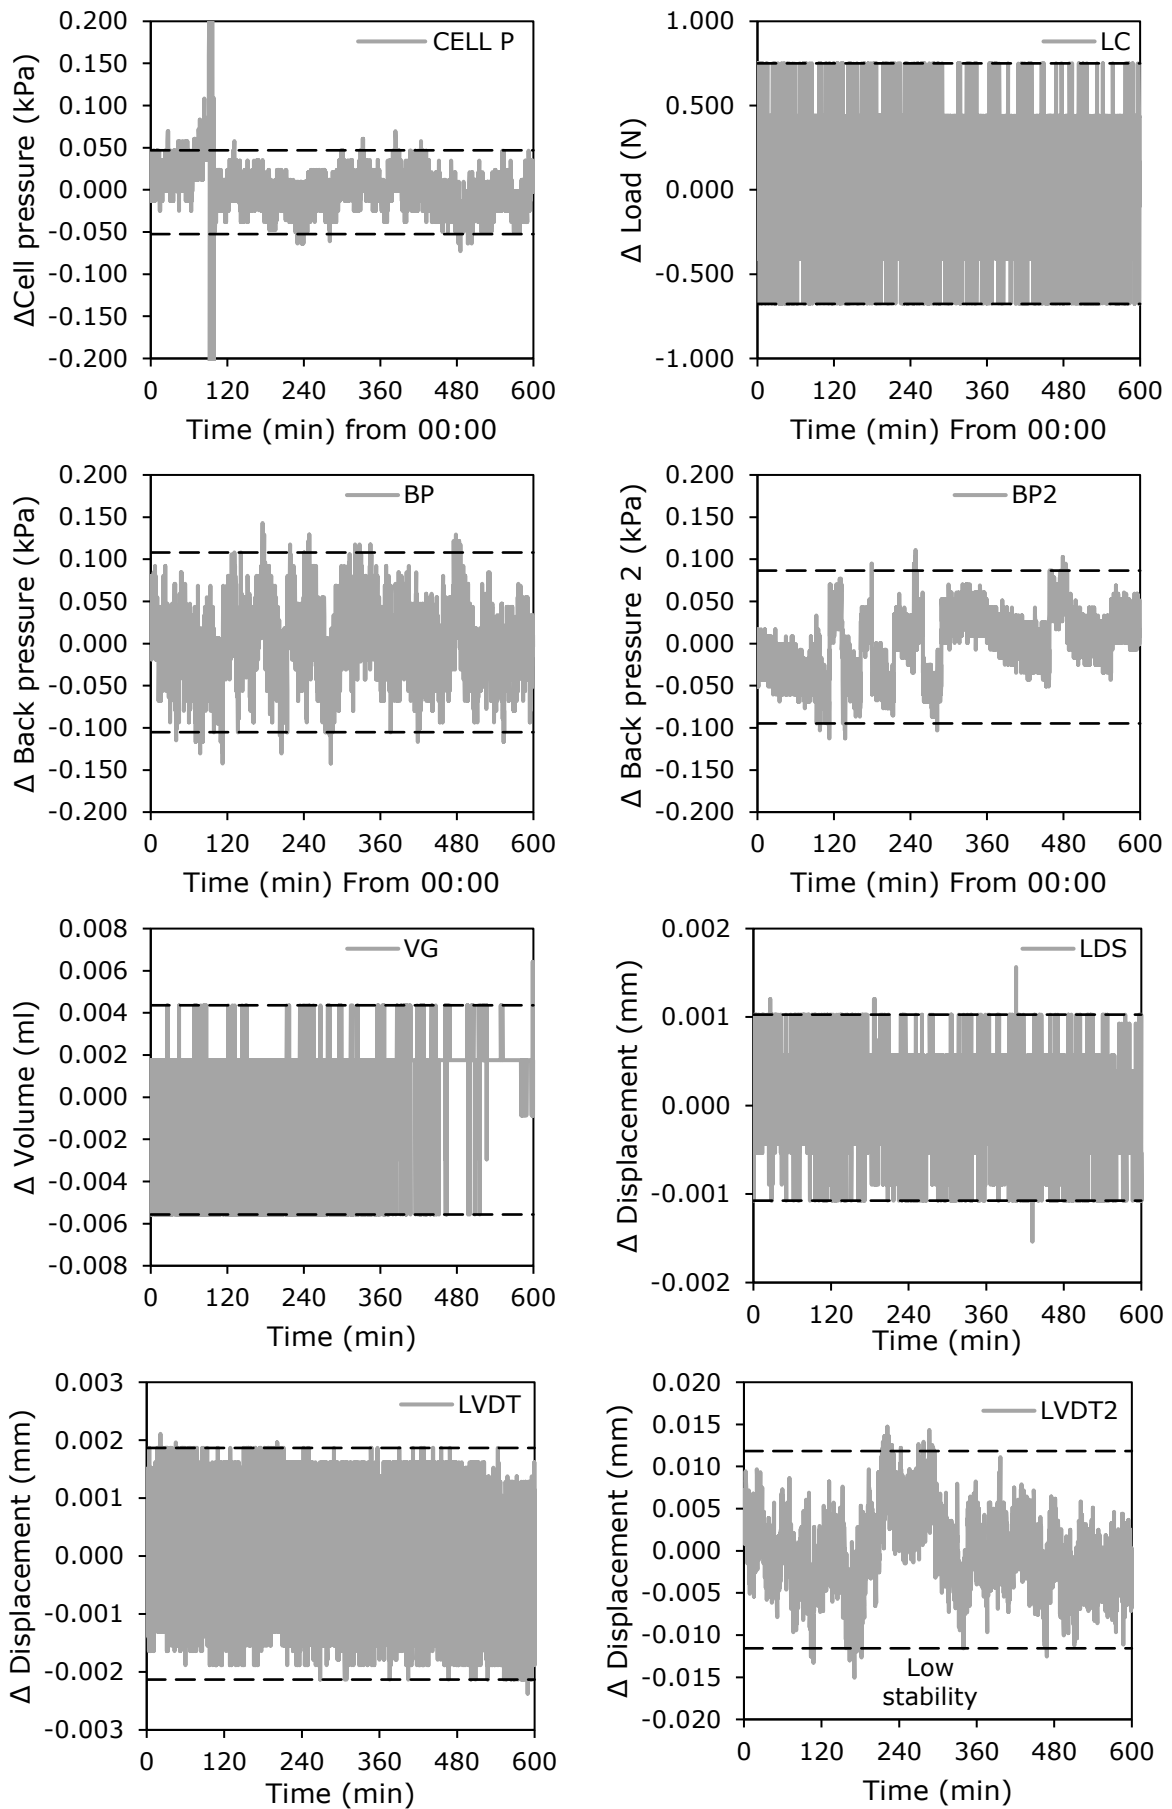 CELL P
ΔCell pressure (kPa)
0.200
0.150
0.100
0.050
0.000
-0.050
-0.100
-0.150
-0.200
0 120 240 360 480 600
Time (min) from 00:00
LC
Δ Load (N)
1.000
0.500
0.000
-0.500
-1.000
0 120 240 360 480 600
Time (min) From 00:00
BP
Δ Back pressure (kPa)
0.200
0.150
0.100
0.050
0.000
-0.050
-0.100
-0.150
-0.200
0 120 240 360 480 600
Time (min) From 00:00
BP2
Δ Back pressure 2 (kPa)
0.200
0.150
0.100
0.050
0.000
-0.050
-0.100
-0.150
-0.200
0 120 240 360 480 600
Time (min) From 00:00
VG
Δ Volume (ml)
0.008
0.006
0.004
0.002
0.000
-0.002
-0.004
-0.006
-0.008
0 120 240 360 480 600
Time (min)
LDS
Δ Displacement (mm)
0.002
0.001
0.000
-0.001
-0.002
0 120 240 360 480 600
Time (min)
LVDT
Δ Displacement (mm)
0.003
0.002
0.001
0.000
-0.001
-0.002
-0.003
0 120 240 360 480 600
Time (min)
LVDT2
Δ Displacement (mm)
0.020
0.015
0.010
0.005
0.000
-0.005
-0.010
-0.015
-0.020
Low
stability
0 120 240 360 480 600
Time (min)